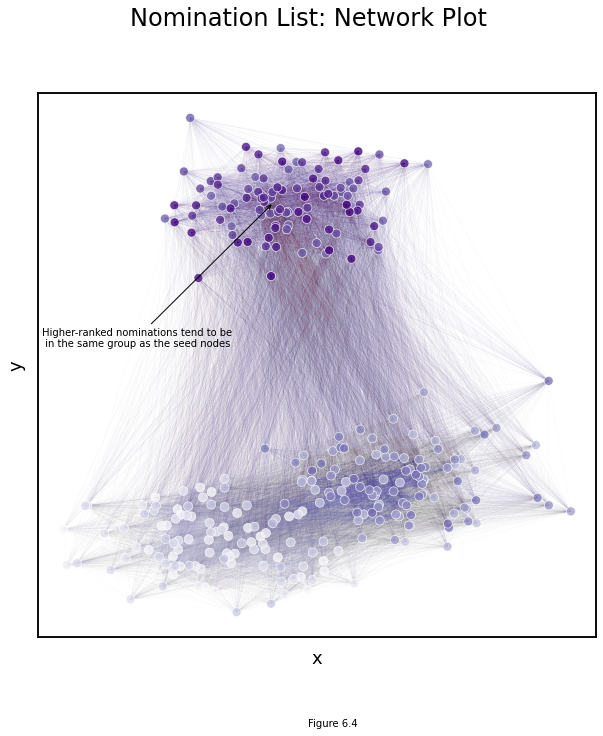 Nomination List: Network Plot
y
Higher-ranked nominations tend to be
in the same group as the seed nodes
x
Figure 6.4